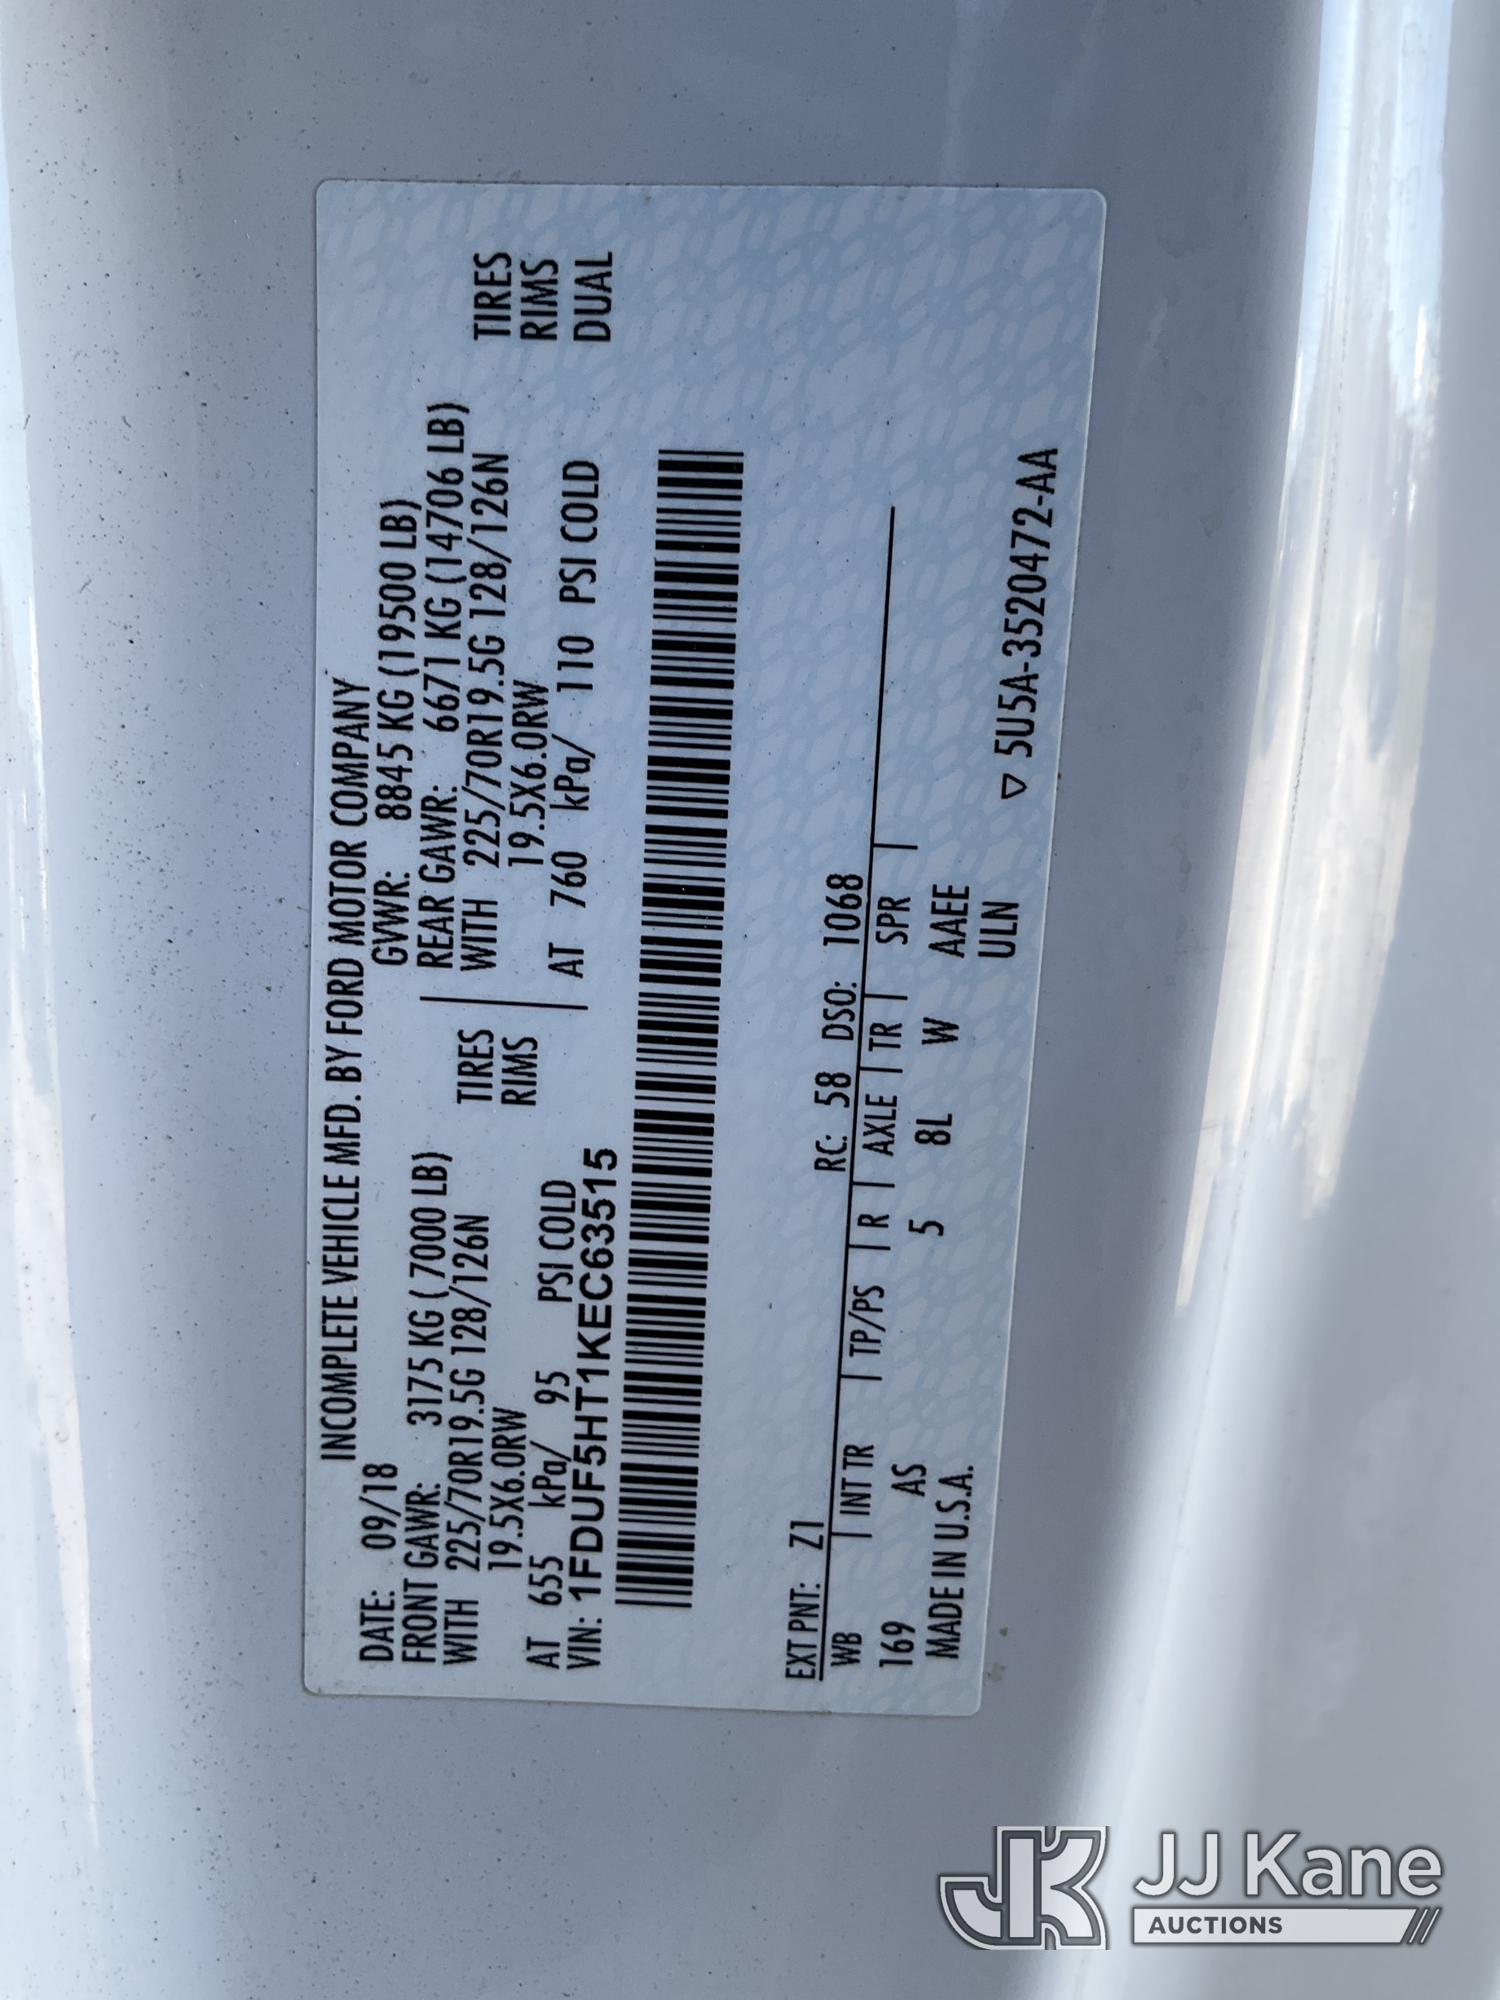 INCOMPLETE VEHICLE MFD. BY FORD MOTOR COMPANY
DATE: 09/18 GVWR: 8845 KG (19500 LB)
FRONT GAWR: 3175 KG ( 7000 LB) REAR GAWR: 6671 KG (14706 LB)
WITH 225/70R19.5G 128/126N TIRES WITH 225/70R19.5G 128/126N TIRES
19.5X6.0RW RIMS 19.5X6.0RW RIMS
AT 655 kPa/ 95 PSI COLD AT 760 kPa/ 110 PSI COLD DUAL
VIN: 1FDUF5HT1KEC63515
EXT PNT: Z1 RC: 58 DSO: 1068
WB | INT TR | TP/PS | R | AXLE | TR | SPR |
169 AS 5 8L W AAEE
MADE IN U.S.A. ULN
▽ 5U5A-3520472-AA
JK JJ Kane
AUCTIONS